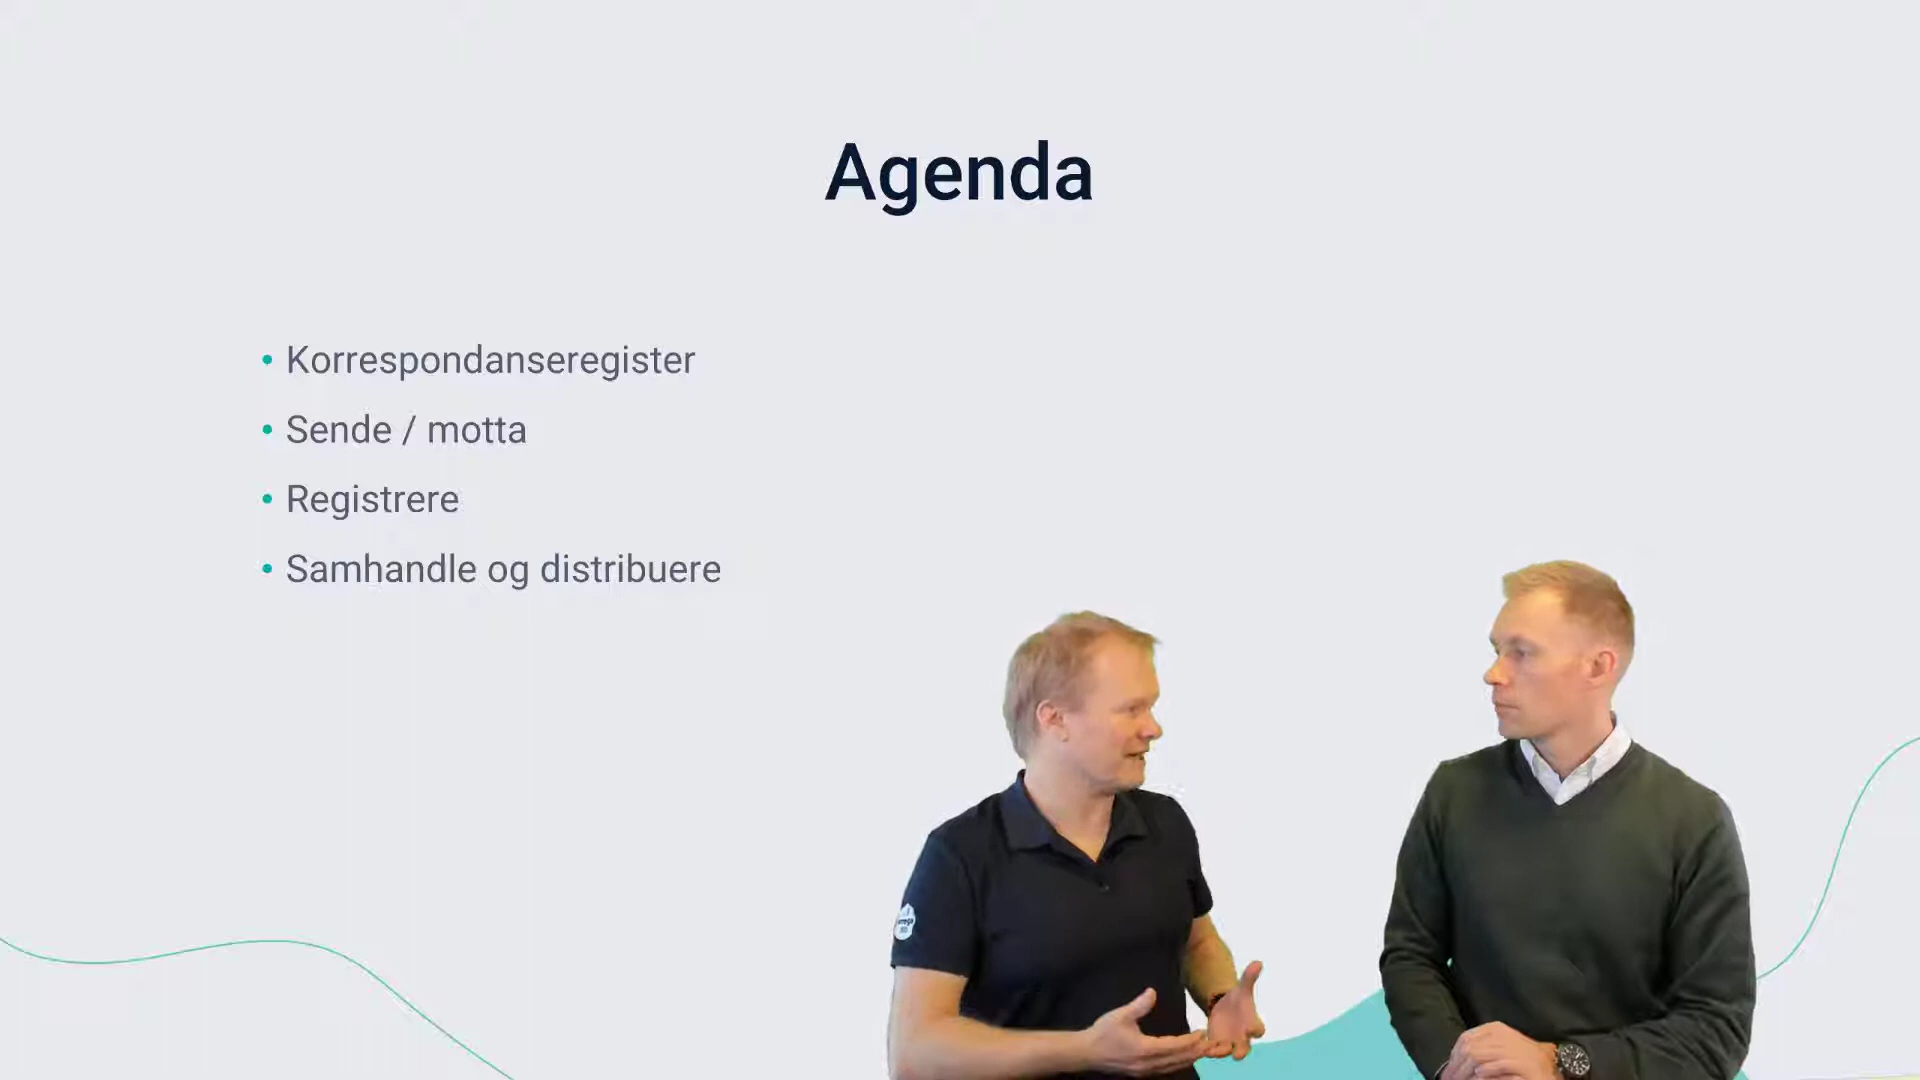 Agenda
• Korrespondanseregister
• Sende / motta
• Registrere
• Samhandle og distribuere